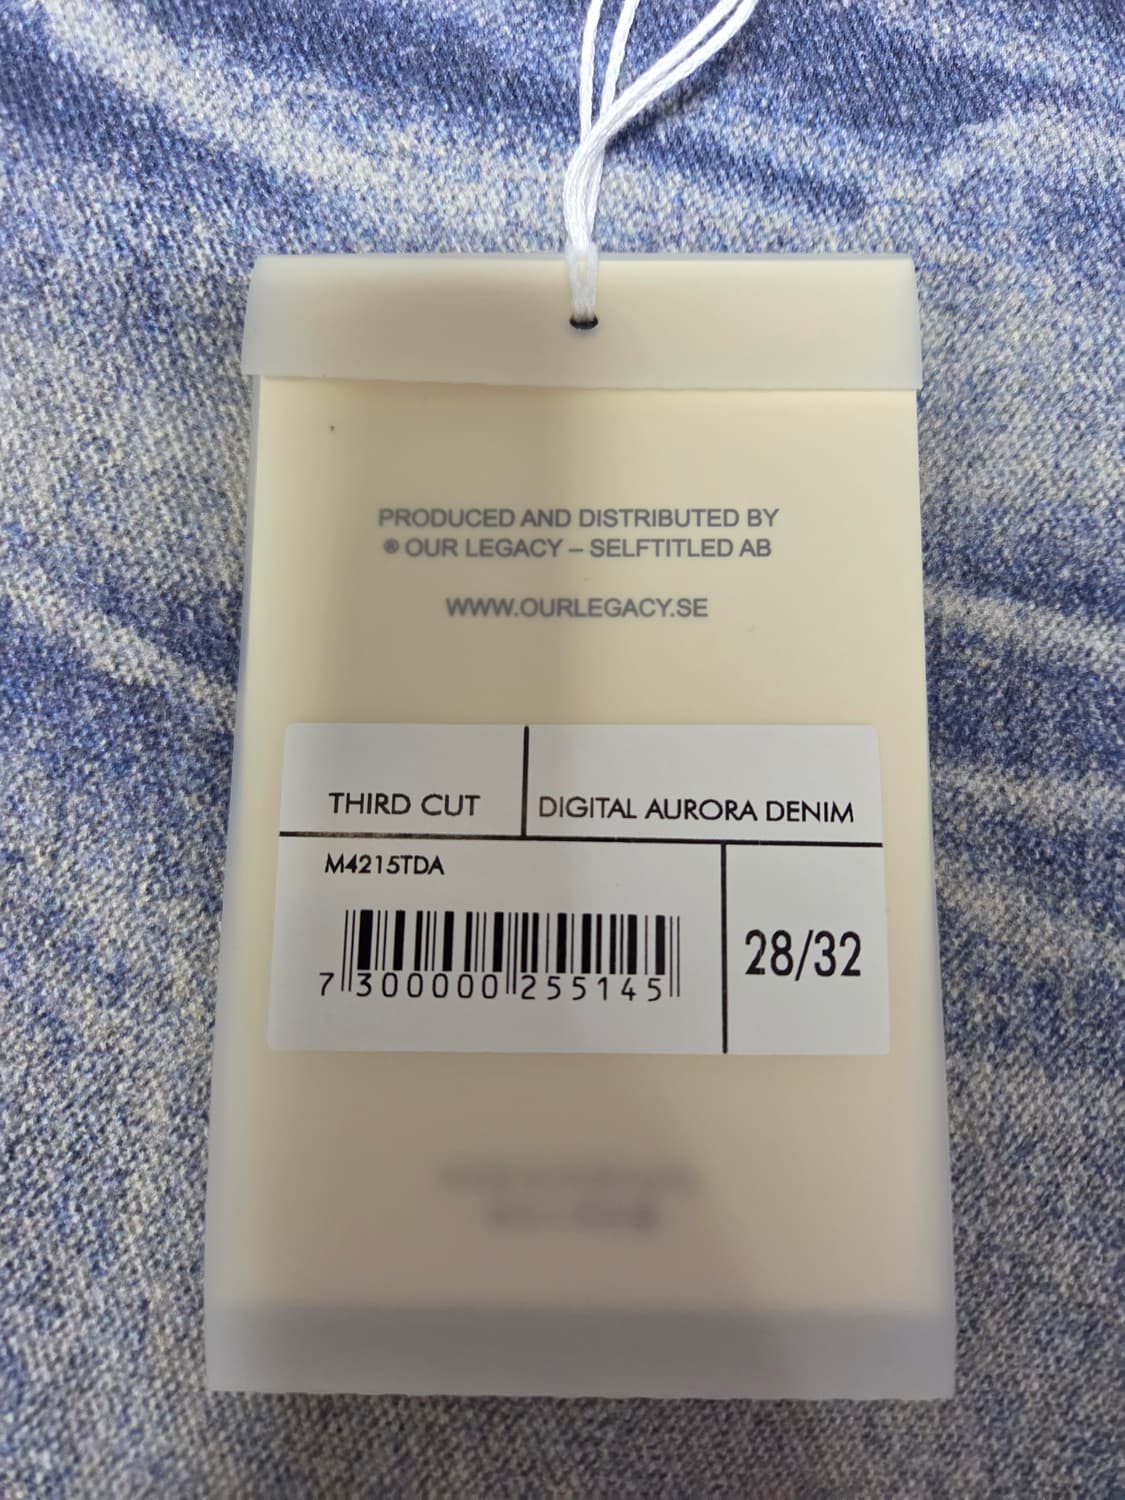 PRODUCED AND DISTRIBUTED BY
® OUR LEGACY – SELFTITLED AB
WWW.OURLEGACY.SE
THIRD CUT
DIGITAL AURORA DENIM
M4215TDA
28/32
7 300000 255145